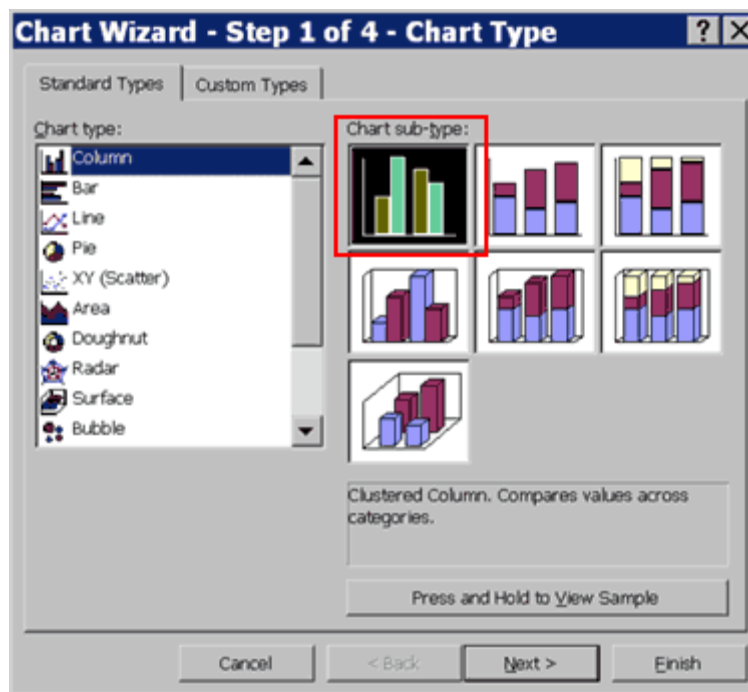 Chart Wizard - Step 1 of 4 - Chart Type ? X
Standard Types Custom Types
Chart type:
Column
Bar
Line
Pie
XY (Scatter)
Area
Doughnut
Radar
Surface
Bubble
Chart sub-type:
Clustered Column. Compares values across
categories.
Press and Hold to View Sample
Cancel < Back Next > Finish